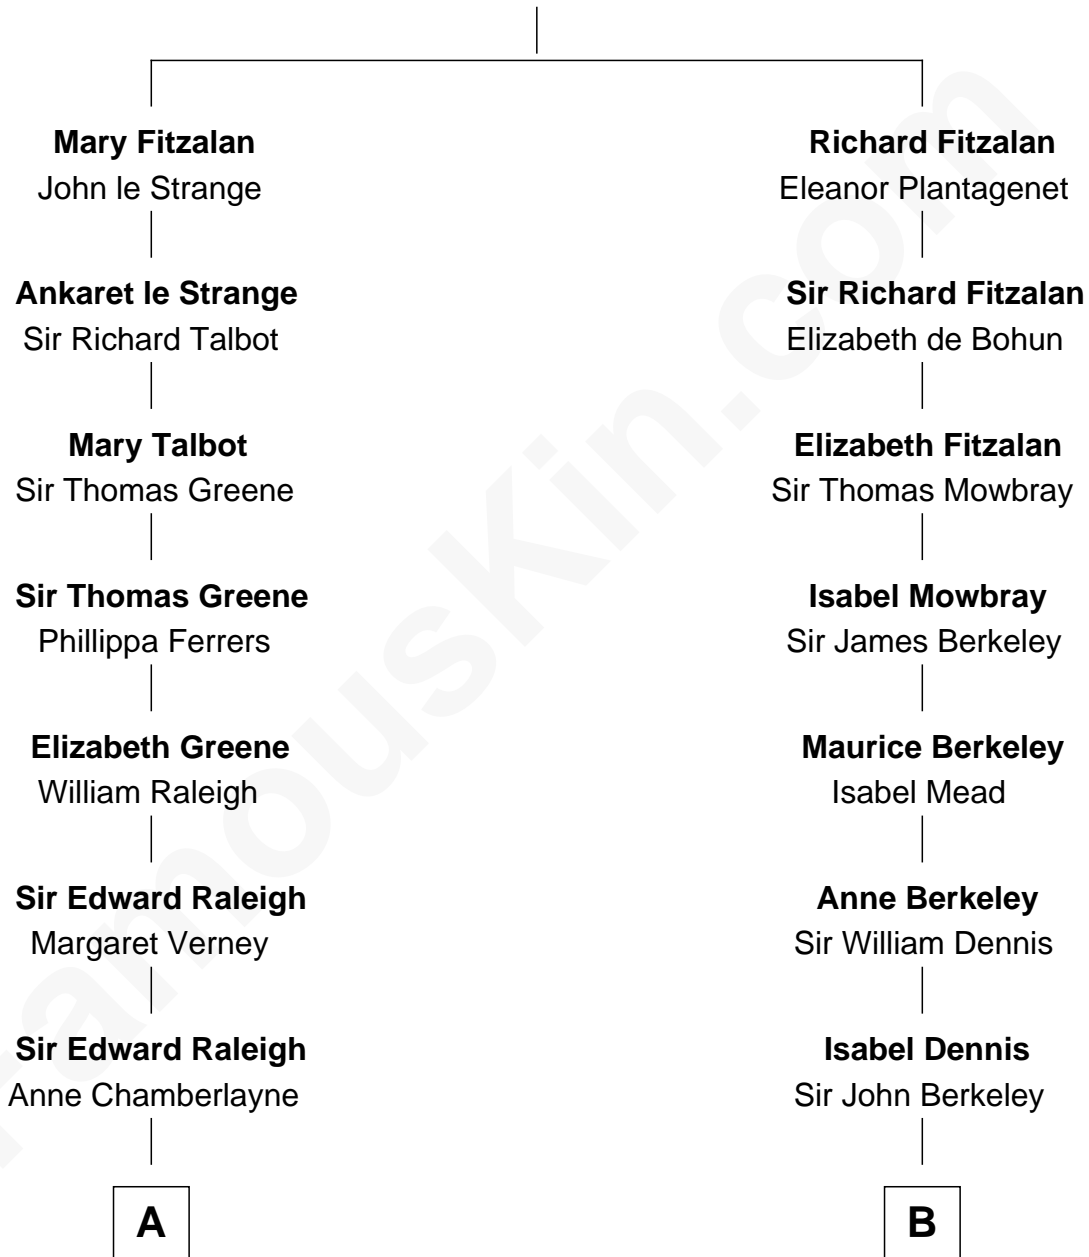 Mary Fitzalan
John le Strange
Richard Fitzalan
Eleanor Plantagenet
Ankaret le Strange
Sir Richard Talbot
Sir Richard Fitzalan
Elizabeth de Bohun
Mary Talbot
Sir Thomas Greene
Elizabeth Fitzalan
Sir Thomas Mowbray
Sir Thomas Greene
Phillippa Ferrers
Isabel Mowbray
Sir James Berkeley
Elizabeth Greene
William Raleigh
Maurice Berkeley
Isabel Mead
Sir Edward Raleigh
Margaret Verney
Anne Berkeley
Sir William Dennis
Sir Edward Raleigh
Anne Chamberlayne
Isabel Dennis
Sir John Berkeley
A
B
FamousKin.com